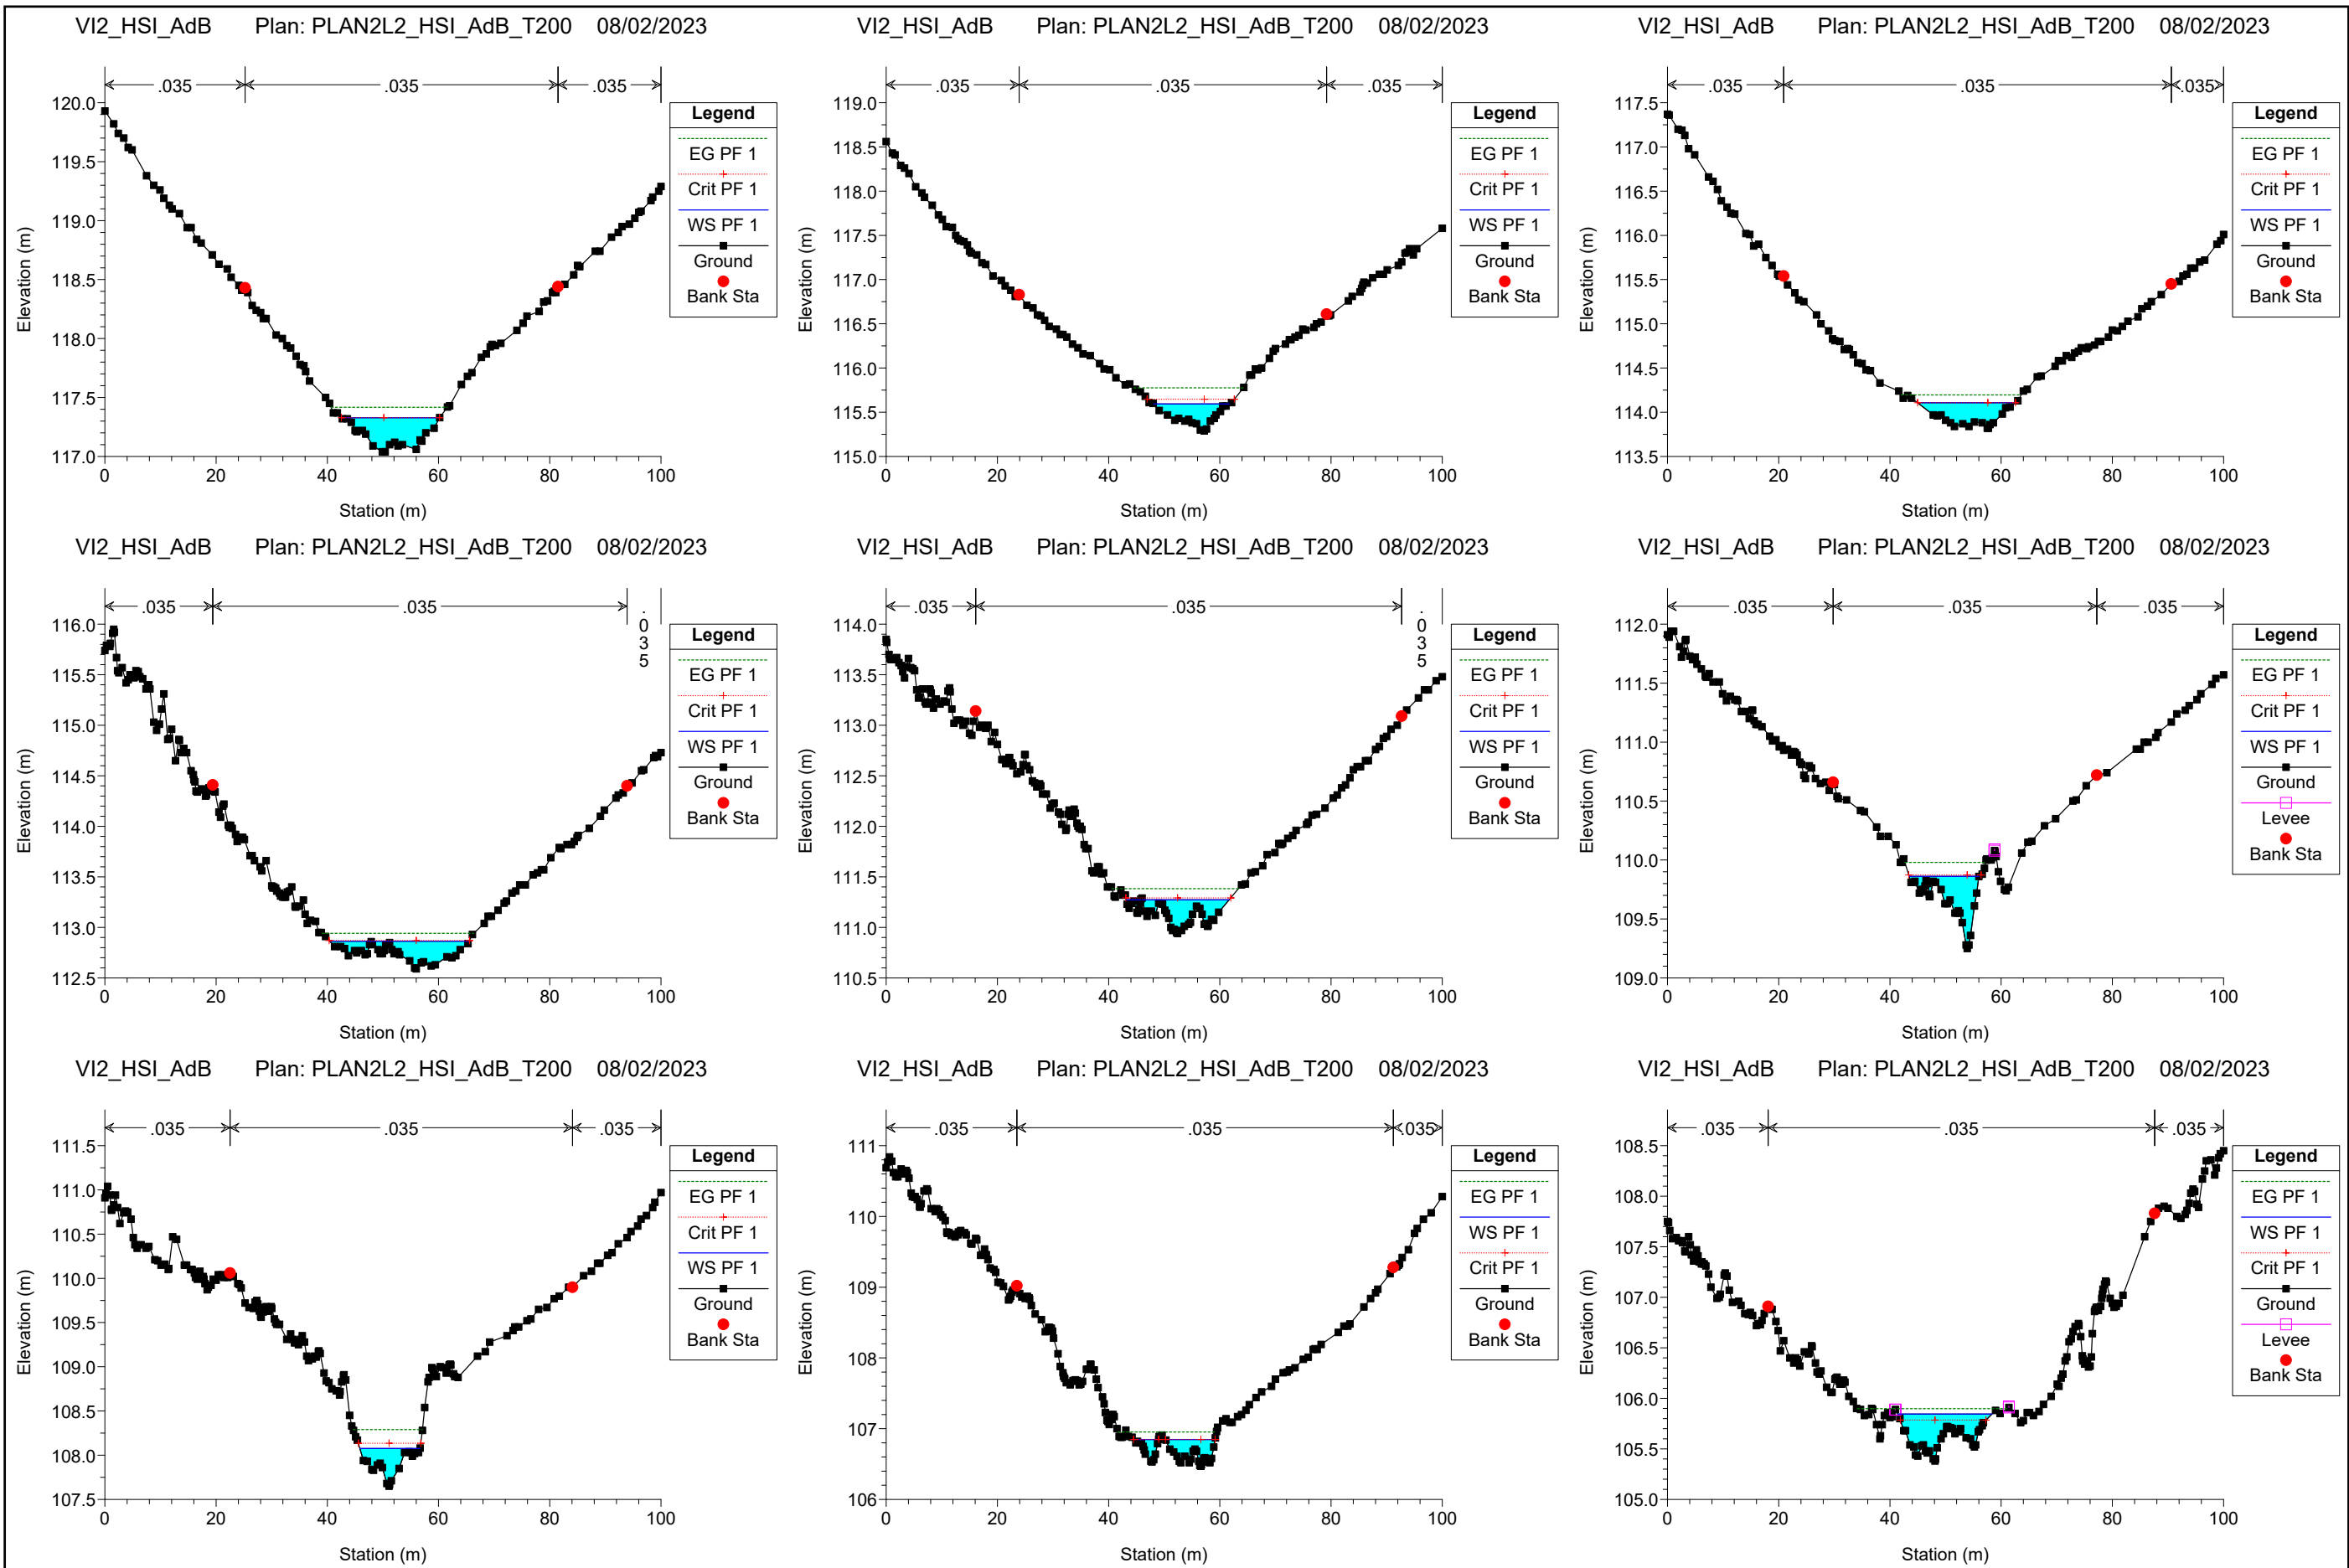 VI2_HSI_AdB Plan: PLAN2L2_HSI_AdB_T200 08/02/2023
.035 .035 .035
120.0
119.5
119.0
118.5
118.0
117.5
117.0
Elevation (m)
0 20 40 60 80 100
Station (m)
Legend
EG PF 1
Crit PF 1
WS PF 1
Ground
Bank Sta
VI2_HSI_AdB Plan: PLAN2L2_HSI_AdB_T200 08/02/2023
.035 .035 .035
119.0
118.5
118.0
117.5
117.0
116.5
116.0
115.5
115.0
Elevation (m)
0 20 40 60 80 100
Station (m)
Legend
EG PF 1
Crit PF 1
WS PF 1
Ground
Bank Sta
VI2_HSI_AdB Plan: PLAN2L2_HSI_AdB_T200 08/02/2023
.035 .035 .035
117.5
117.0
116.5
116.0
115.5
115.0
114.5
114.0
113.5
Elevation (m)
0 20 40 60 80 100
Station (m)
Legend
EG PF 1
Crit PF 1
WS PF 1
Ground
Bank Sta
VI2_HSI_AdB Plan: PLAN2L2_HSI_AdB_T200 08/02/2023
.035 .035 .035
116.0
115.5
115.0
114.5
114.0
113.5
113.0
112.5
Elevation (m)
0 20 40 60 80 100
Station (m)
Legend
EG PF 1
Crit PF 1
WS PF 1
Ground
Bank Sta
VI2_HSI_AdB Plan: PLAN2L2_HSI_AdB_T200 08/02/2023
.035 .035 .035
114.0
113.5
113.0
112.5
112.0
111.5
111.0
110.5
Elevation (m)
0 20 40 60 80 100
Station (m)
Legend
EG PF 1
Crit PF 1
WS PF 1
Ground
Bank Sta
VI2_HSI_AdB Plan: PLAN2L2_HSI_AdB_T200 08/02/2023
.035 .035 .035
112.0
111.5
111.0
110.5
110.0
109.5
109.0
Elevation (m)
0 20 40 60 80 100
Station (m)
Legend
EG PF 1
Crit PF 1
WS PF 1
Ground
Levee
Bank Sta
VI2_HSI_AdB Plan: PLAN2L2_HSI_AdB_T200 08/02/2023
.035 .035 .035
111.5
111.0
110.5
110.0
109.5
109.0
108.5
108.0
107.5
Elevation (m)
0 20 40 60 80 100
Station (m)
Legend
EG PF 1
Crit PF 1
WS PF 1
Ground
Bank Sta
VI2_HSI_AdB Plan: PLAN2L2_HSI_AdB_T200 08/02/2023
.035 .035 .035
111
110
109
108
107
106
Elevation (m)
0 20 40 60 80 100
Station (m)
Legend
EG PF 1
WS PF 1
Crit PF 1
Ground
Bank Sta
VI2_HSI_AdB Plan: PLAN2L2_HSI_AdB_T200 08/02/2023
.035 .035 .035
108.5
108.0
107.5
107.0
106.5
106.0
105.5
105.0
Elevation (m)
0 20 40 60 80 100
Station (m)
Legend
EG PF 1
WS PF 1
Crit PF 1
Ground
Levee
Bank Sta